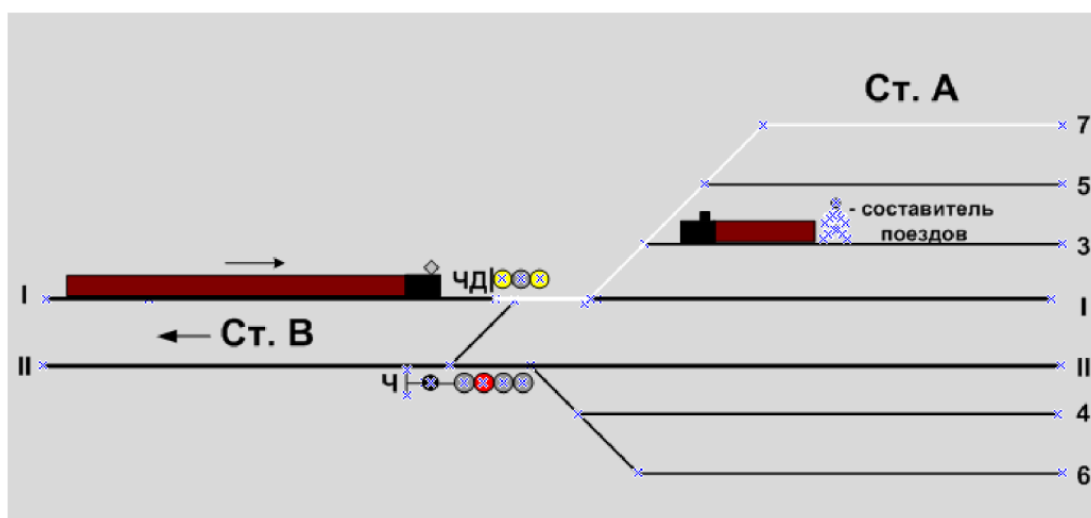 Ст. А
7
5
- составитель
поездов
3
ЧД
I
I
Ст. В
II
II
Ч
4
6